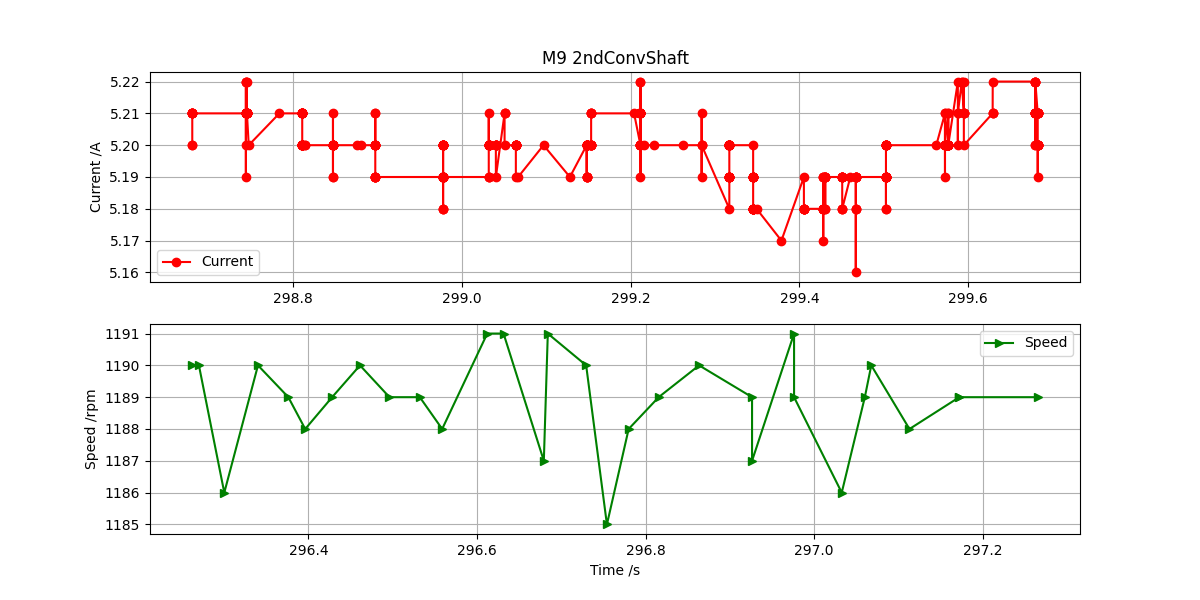 M9 2ndConvShaft
5.22
5.21
5.20
5.19
5.18
5.17
5.16
Current /A
Current
298.8 299.0 299.2 299.4 299.6
1191
1190
1189
1188
1187
1186
1185
Speed /rpm
Speed
296.4 296.6 296.8 297.0 297.2
Time /s